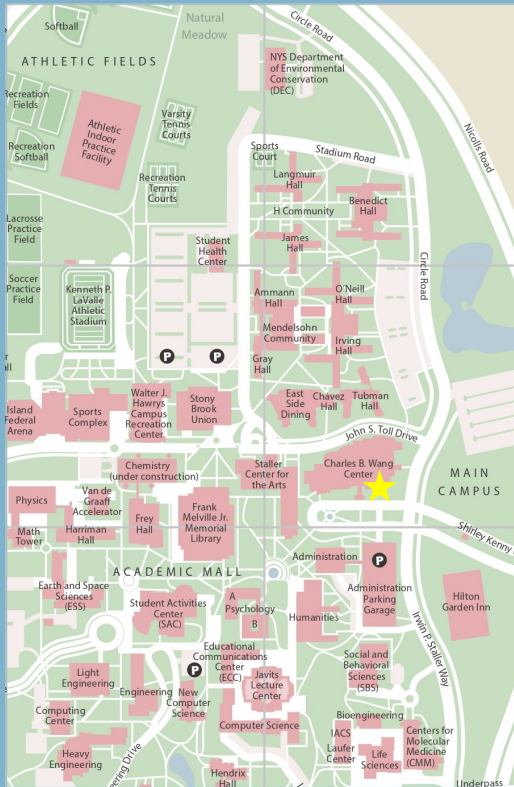 Softball
Natural
Meadow
Circle Road
ATHLETIC FIELDS
NYS Department
of Environmental
Conservation
(DEC)
Recreation
Fields
Athletic
Indoor
Practice
Facility
Varsity
Tennis
Courts
Nicolls Road
Recreation
Softball
Sports
Court
Stadium Road
Langmuir
Hall
Recreation
Tennis
Courts
Benedict
Hall
H Community
Lacrosse
Practice
Field
Student
Health
Center
James
Hall
Circle Road
Soccer
Practice
Field
Kenneth P.
LaValle
Athletic
Stadium
Ammann
Hall
O'Neill
Hall
Mendelsohn
Community
P
P
Gray
Hall
Irving
Hall
Island
Federal
Arena
Sports
Complex
Walter J.
Hawrys
Campus
Recreation
Center
Stony
Brook
Union
East
Side
Dining
Chávez
Hall
Tubman
Hall
John S. Toll Drive
Chemistry
(under construction)
Staller
Center for
the Arts
Charles B. Wang
Center
MAIN
CAMPUS
Physics
Van de
Graaff
Accelerator
Frey
Hall
Frank
Melville Jr.
Memorial
Library
Math
Tower
Harriman
Hall
Shirley Kenny
Administration
P
ACADEMIC MALL
Earth and Space
Sciences
(ESS)
Student Activities
Center
(SAC)
A
Psychology
B
Humanities
Administration
Parking
Garage
Hilton
Garden Inn
Irwin P. Staller Way
Educational
Communications
Center
(ECC)
Social and
Behavioral
Sciences
(SBS)
Light
Engineering
P
Javits
Lecture
Center
Engineering
New
Computer
Science
Computing
Center
Computer Science
Bioengineering
IACS
Laufer
Center
Centers for
Molecular
Medicine
(CMM)
Heavy
Engineering
Life
Sciences
Hendrix
Hall
Underpass